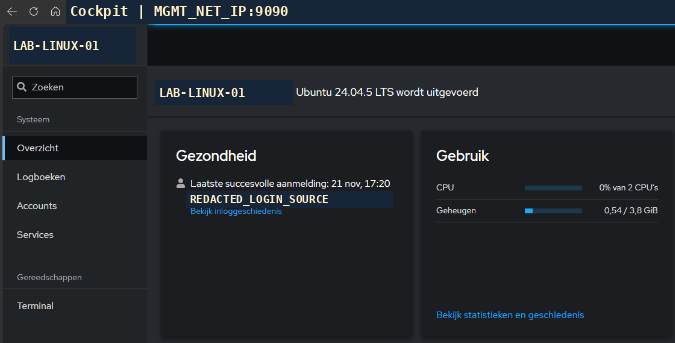 Cockpit | MGMT_NET_IP:9090
LAB-LINUX-01
Zoeken
Systeem
Overzicht
Logboeken
Accounts
Services
Gereedschappen
Terminal
LAB-LINUX-01 Ubuntu 24.04.5 LTS wordt uitgevoerd
Gezondheid
Laatste succesvolle aanmelding: 21 nov, 17:20
REDACTED_LOGIN_SOURCE
Bekijk inloggeschiedenis
Gebruik
CPU 0% van 2 CPU's
Geheugen 0,54 / 3,8 GiB
Bekijk statistieken en geschiedenis